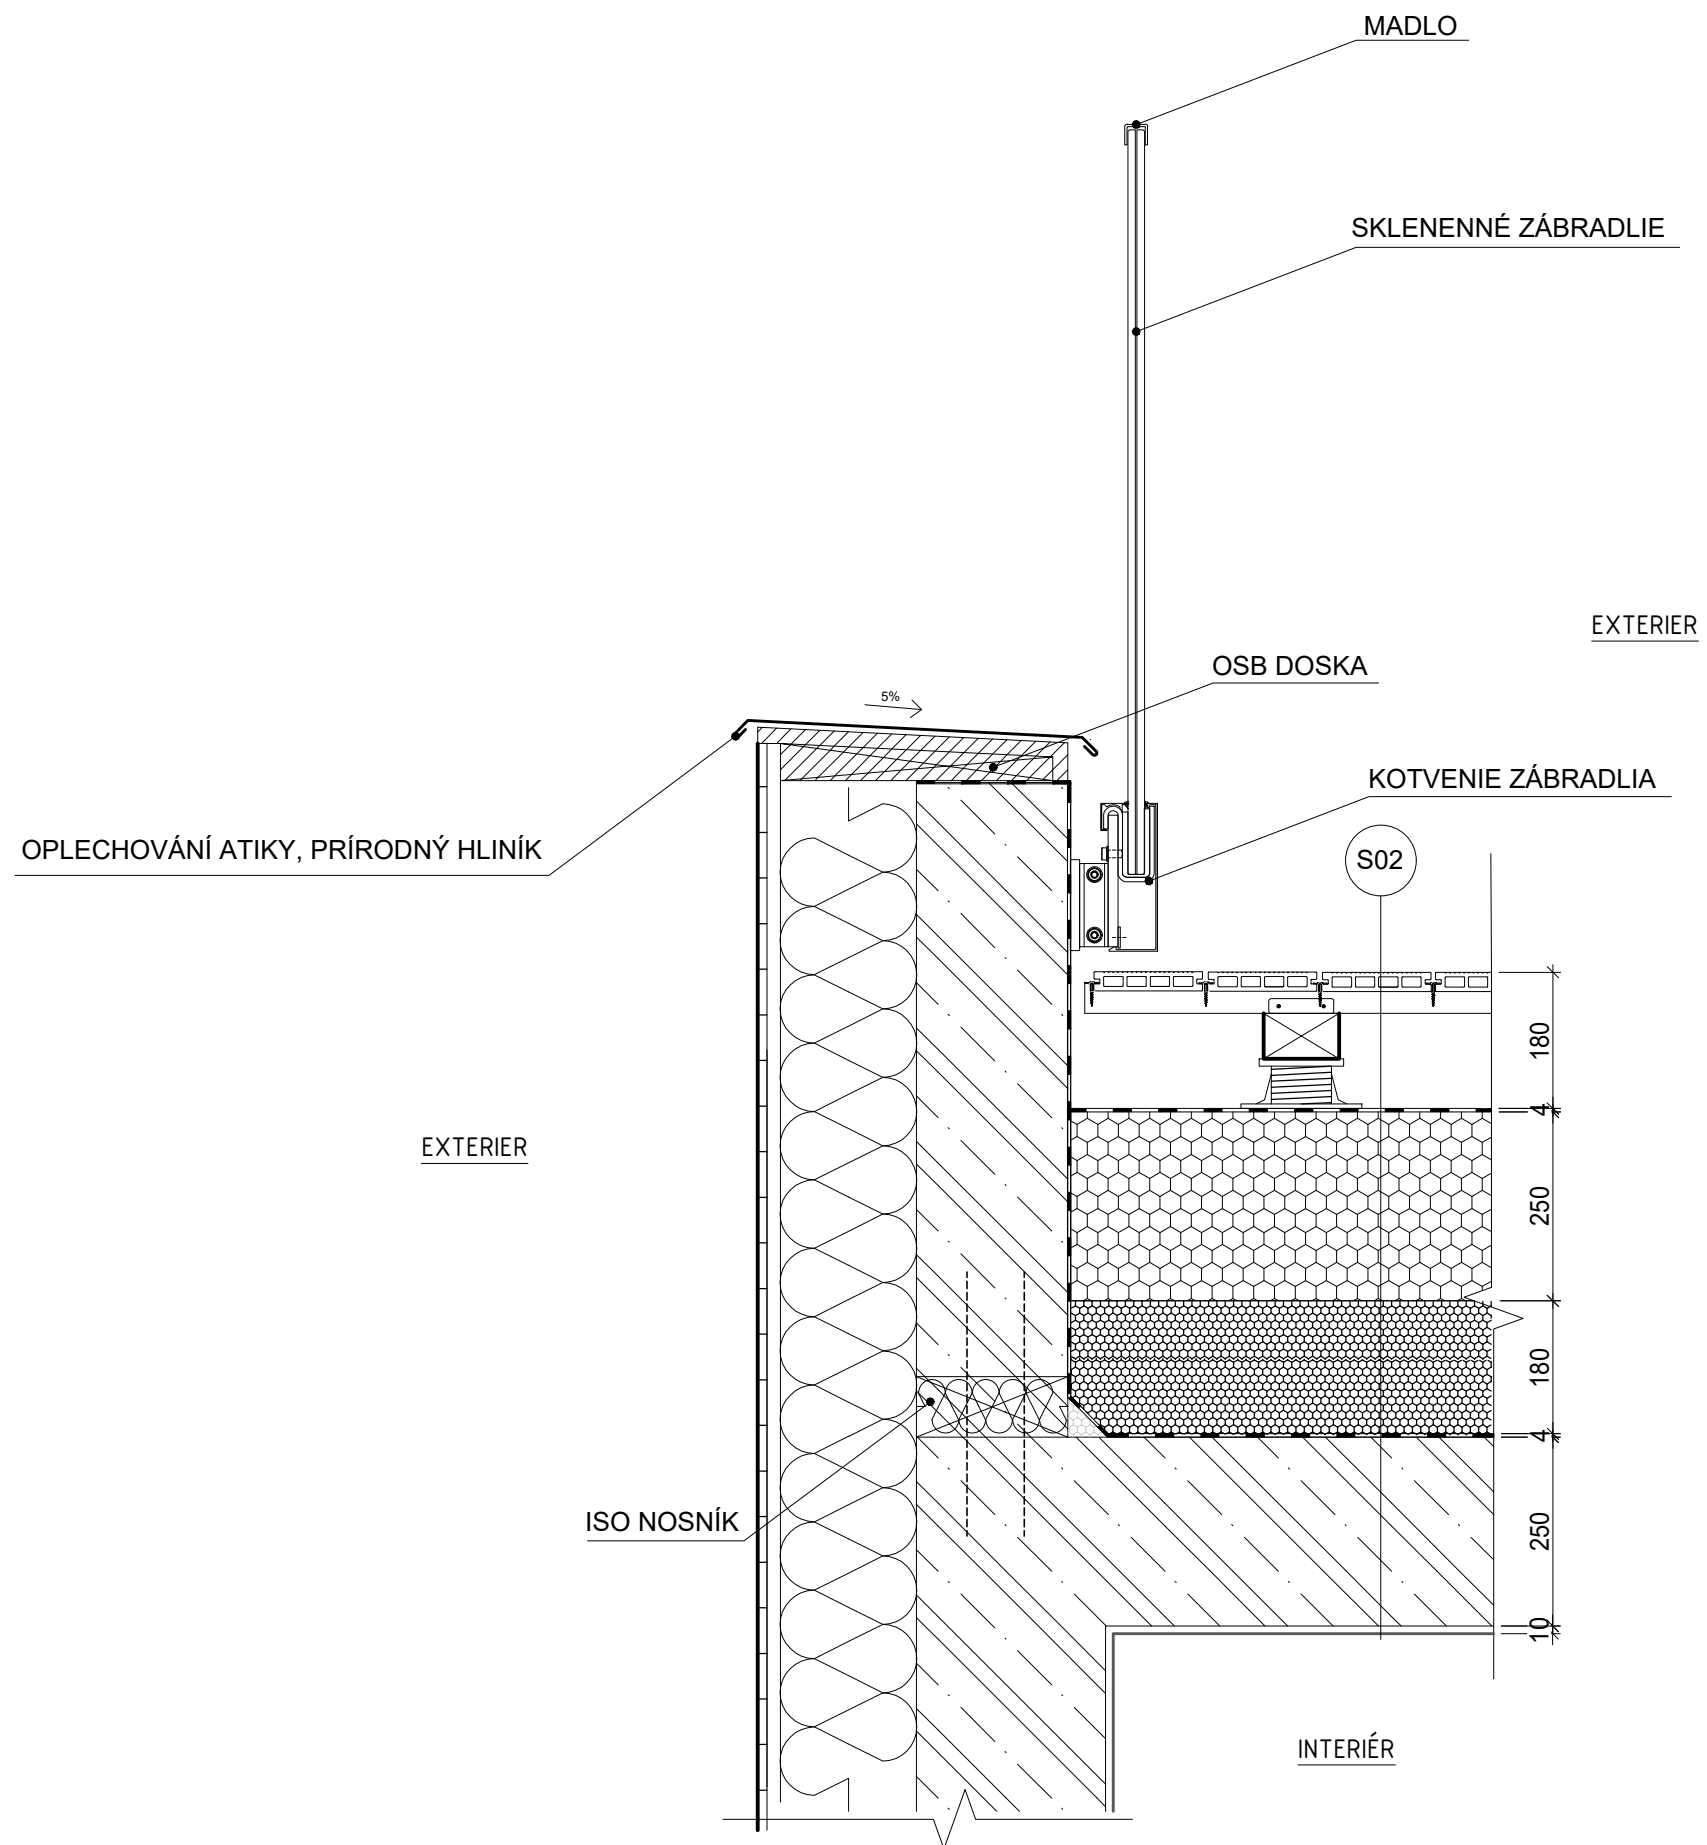 MADLO
SKLENENNÉ ZÁBRADLIE
EXTERIER
OSB DOSKA
5%
KOTVENIE ZÁBRADLIA
OPLECHOVÁNÍ ATIKY, PRÍRODNÝ HLINÍK
S02
180
4
EXTERIER
250
180
4
ISO NOSNÍK
250
10
INTERIÉR